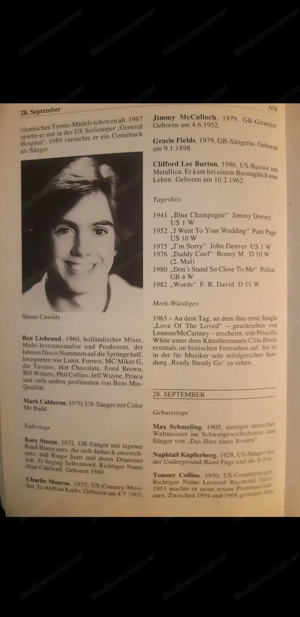 28. September
658
rikanischen Teenie-Mädels schon zu alt. 1987
spielte er mit in der US Seifenoper ‚General
Hospital'. 1989 versuchte er ein Comeback
als Sänger.
Shaun Cassidy
Ben Liebrand, 1960, holländischer Mixer,
Multi-Instrumentalist und Produzent, der
lahmen Disco-Nummern auf die Sprünge half.
Interpreten wie Limit, Forrest, MC Miker G,
die Tavares, Hot Chocolate, Errol Brown,
Bill Withers, Phil Collins, Jeff Wayne, Prince
und viele andere profitierten von Bens Mix-
Qualität.
Mark Calderon, 1970, US-Sänger mit Color
Me Badd.
Todestage
Rory Storm, 1972, GB-Sänger mit eigener
Band Hurricanes, die sich dadurch auszeich-
nete, daß Ringo Starr mal deren Drummer
war. Er beging Selbstmord. Richtiger Name
Alan Caldwell. Geboren 1940.
Charlie Monroe, 1975, US-Country-Musi-
ker. Er starb an Krebs. Geboren am 4.7.1903.
Jimmy McCulloch, 1979, GB-Gitarrist
Geboren am 4.6.1952.
Gracie Fields, 1979, GB-Sängerin. Geboren
am 9.1.1898.
Clifford Lee Burton, 1986, US-Bassist mit
Metallica. Er kam bei einem Busunglück ums
Leben. Geboren am 10.2.1962.
Tageshits
1941 „Blue Champagne" Jimmy Dorsey
US 1 W
1952 „I Went To Your Wedding" Patti Page
US 10 W
1975 „I'm Sorry" John Denver US 1 W
1976 „Daddy Cool" Boney M. D 10 W
(2. Mal)
1980 „Don't Stand So Close To Me" Police
GB 4 W
1982 „Words" F. R. David D 11 W
Merk-Würdiges
1963 – An dem Tag, an dem ihre erste Single
„Love Of The Loved" – geschrieben von
Lennon/McCartney – erscheint, tritt Priscilla
White unter dem Künstlernamen Cilla Black
erstmals im britischen Fernsehen auf. Sie ist
in der für Musiker sehr erfolgreichen Sen-
dung ‚Ready Steady Go' zu sehen.
28. SEPTEMBER
Geburtstage
Max Schmeling, 1905, einziger deutscher
Weltmeister im Schwergewichtsboxen und
Sänger von „Das Herz eines Boxers".
Naphtali Kupferberg, 1928, US-Sänger mit
der Underground-Band Fugs und als Solist.
Tommy Collins, 1930, US-Countrysänger.
Richtiger Name Leonard Raymond Sipes.
1953 machte er seine ersten Plattenaufnah-
men. Zwischen 1954 und 1968 gelangen ihm